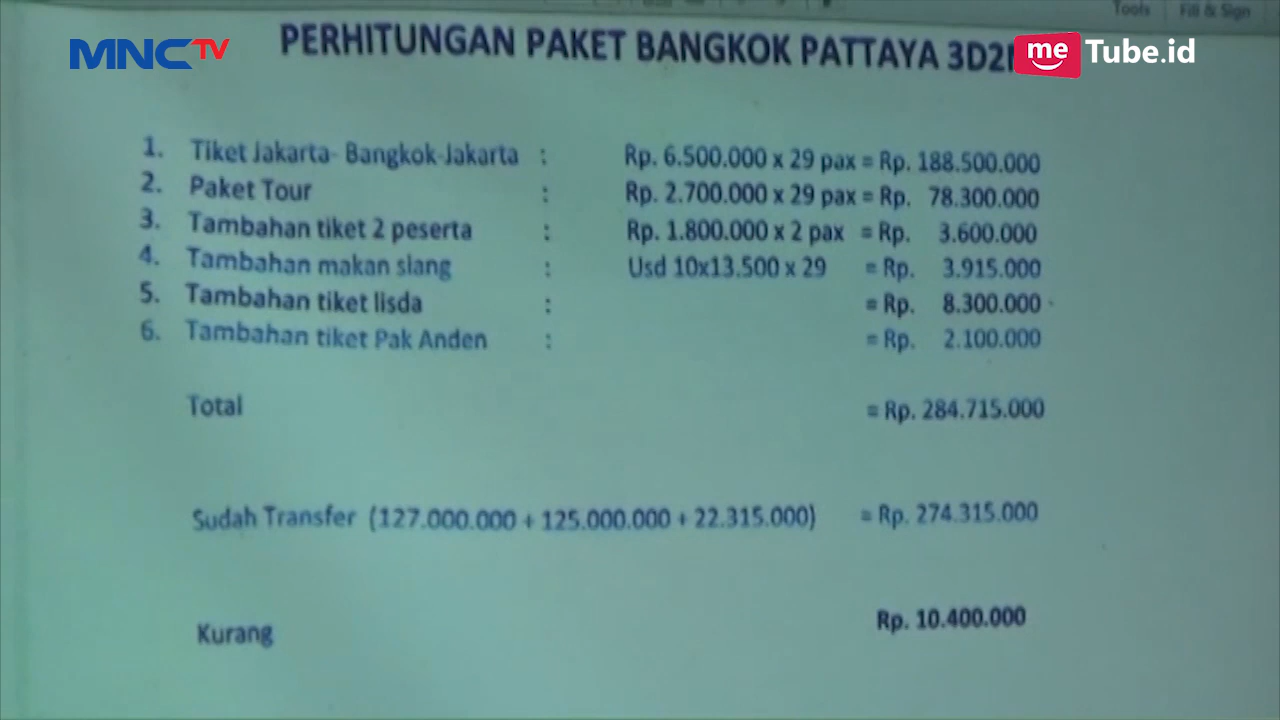 Tools Fill & Sign
MNCTV
me Tube.id
PERHITUNGAN PAKET BANGKOK PATTAYA 3D2
1. Tiket Jakarta- Bangkok-Jakarta : Rp. 6.500.000 x 29 pax = Rp. 188.500.000
2. Paket Tour : Rp. 2.700.000 x 29 pax = Rp. 78.300.000
3. Tambahan tiket 2 peserta : Rp. 1.800.000 x 2 pax = Rp. 3.600.000
4. Tambahan makan siang : Usd 10x13.500 x 29 = Rp. 3.915.000
5. Tambahan tiket lisda : = Rp. 8.300.000
6. Tambahan tiket Pak Anden : = Rp. 2.100.000
Total = Rp. 284.715.000
Sudah Transfer (127.000.000 + 125.000.000 + 22.315.000) = Rp. 274.315.000
Kurang Rp. 10.400.000